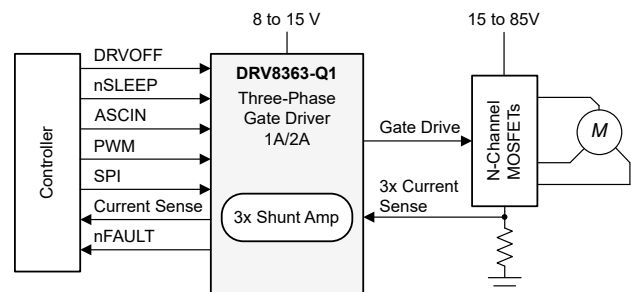 8 to 15 V
15 to 85V
Controller
DRVOFF
nSLEEP
ASCIN
PWM
SPI
Current Sense
nFAULT
DRV8363-Q1
Three-Phase
Gate Driver
1A/2A
3x Shunt Amp
Gate Drive
3x Current
Sense
N-Channel
MOSFETs
M